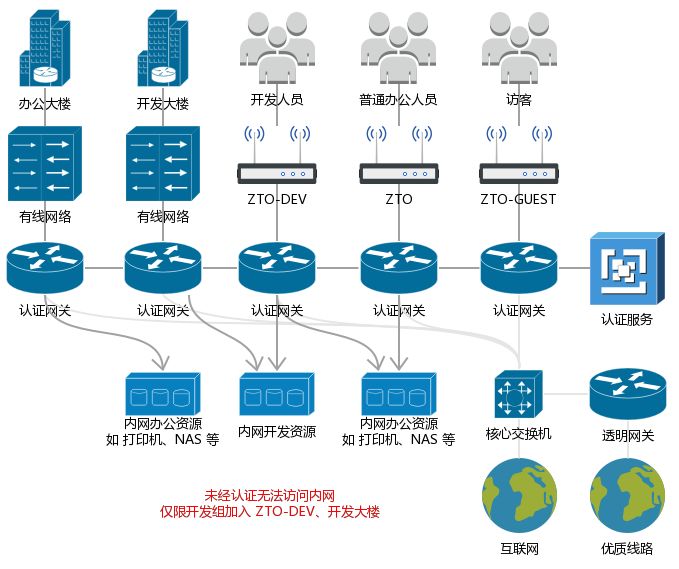 办公大楼
开发大楼
开发人员
普通办公人员
访客
有线网络
有线网络
ZTO-DEV
ZTO
ZTO-GUEST
认证网关
认证网关
认证网关
认证网关
认证网关
认证服务
内网办公资源
如 打印机、NAS 等
内网开发资源
内网办公资源
如 打印机、NAS 等
核心交换机
透明网关
未经认证无法访问内网
仅限开发组加入 ZTO-DEV、开发大楼
互联网
优质线路